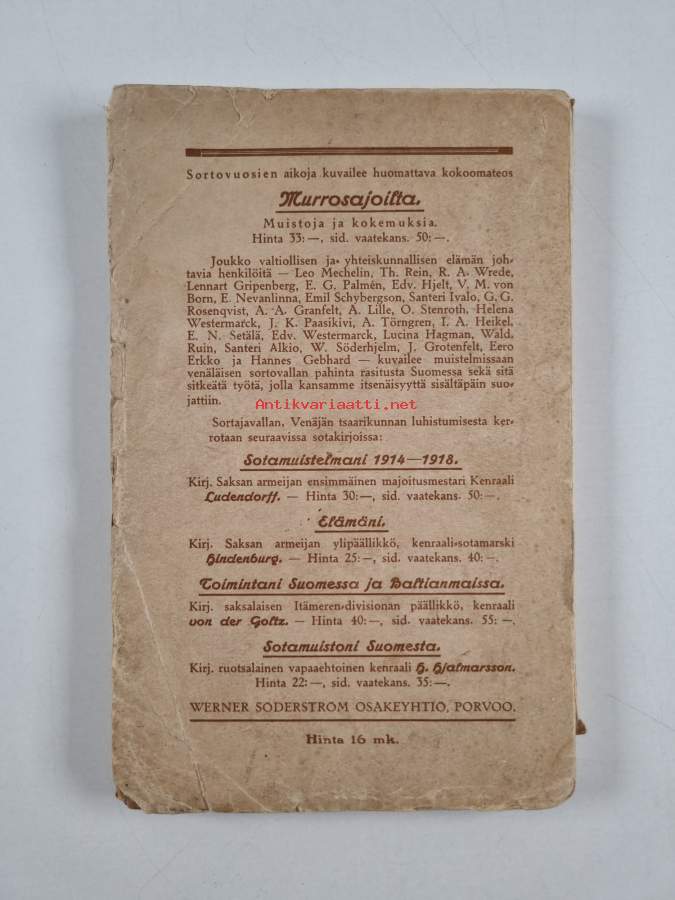 Sortovuosien aikoja kuvailee huomattava kokoomateos
Murrosajoilta.
Muistoja ja kokemuksia.
Hinta 33:—, sid. vaatekans. 50:—.
Joukko valtiollisen ja yhteiskunnallisen elämän joh-
tavia henkilöitä — Leo Mechelin, Th. Rein, R. A. Wrede,
Lennart Gripenberg, E. G. Palmén, Edv. Hjelt, V. M. von
Born, E. Nevanlinna, Emil Schybergson, Santeri Ivalo, G. G.
Rosenqvist, A. A. Granfelt, A. Lille, O. Stenroth, Helena
Westermarck, J. K. Paasikivi, A. Törngren, I. A. Heikel,
E. N. Setälä, Edv. Westermarck, Lucina Hagman, Wald.
Ruin, Santeri Alkio, W. Söderhjelm, J. Grotenfelt, Eero
Erkko ja Hannes Gebhard — kuvailee muistelmissaan
venäläisen sortovallan pahinta rasitusta Suomessa sekä sitä
sitkeätä työtä, jolla kansamme itsenäisyyttä sisältäpäin suo-
jattiin.
Antikvariaatti.net
Sortajavallan, Venäjän tsaarikunnan luhistumisesta ker-
rotaan seuraavissa sotakirjoissa:
Sotamuistelmani 1914—1918.
Kirj. Saksan armeijan ensimmäinen majoitusmestari Kenraali
Ludendorff. — Hinta 30:—, sid. vaatekans. 50:—.
Elämäni.
Kirj. Saksan armeijan ylipäällikkö, kenraali-sotamarski
Hindenburg. — Hinta 25:—, sid. vaatekans. 40:—.
Toimintani Suomessa ja Baltianmaissa.
Kirj. saksalaisen Itämeren-divisionan päällikkö, kenraali
von der Goltz. — Hinta 40:—, sid. vaatekans. 55:—.
Sotamuistoni Suomesta.
Kirj. ruotsalainen vapaaehtoinen kenraali H. Hjalmarsson.
Hinta 22:—, sid. vaatekans. 35:—.
WERNER SÖDERSTRÖM OSAKEYHTIÖ, PORVOO.
Hinta 16 mk.